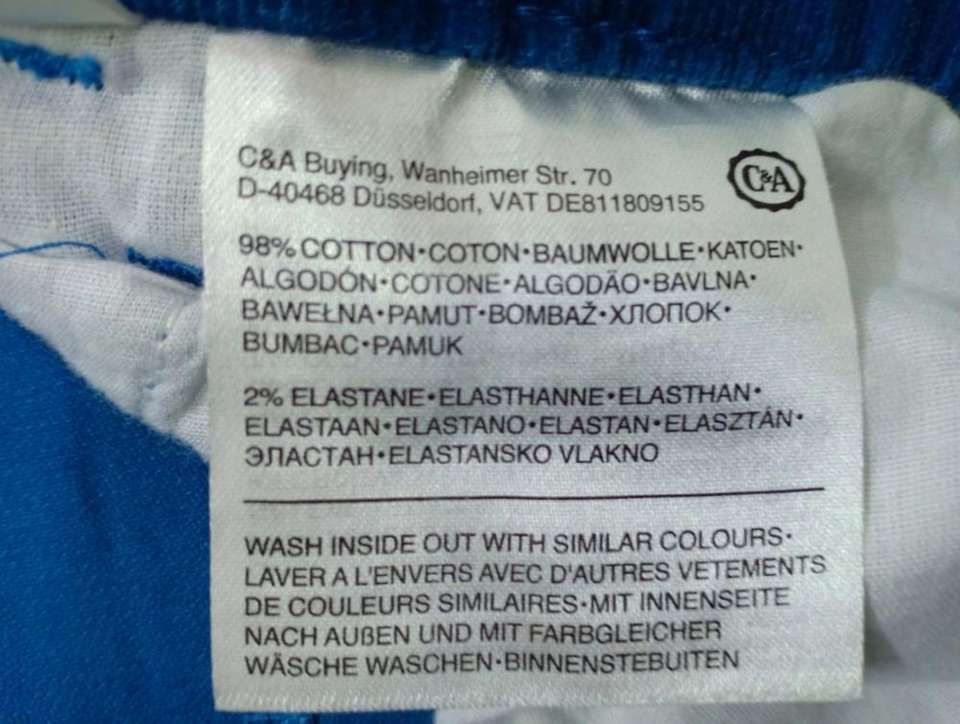 C&A Buying, Wanheimer Str. 70
D-40468 Düsseldorf, VAT DE811809155
C&A
98% COTTON•COTON•BAUMWOLLE•KATOEN•
ALGODÓN•COTONE•ALGODÃO•BAVLNA•
BAWEŁNA•PAMUT•BOMBAŽ•ХЛОПОК•
BUMBAC•PAMUK
2% ELASTANE•ELASTHANNE•ELASTHAN•
ELASTAAN•ELASTANO•ELASTAN•ELASZTÁN•
ЭЛАСТАН•ELASTANSKO VLAKNO
WASH INSIDE OUT WITH SIMILAR COLOURS•
LAVER A L'ENVERS AVEC D'AUTRES VETEMENTS
DE COULEURS SIMILAIRES•MIT INNENSEITE
NACH AUßEN UND MIT FARBGLEICHER
WÄSCHE WASCHEN•BINNENSTEBUITEN